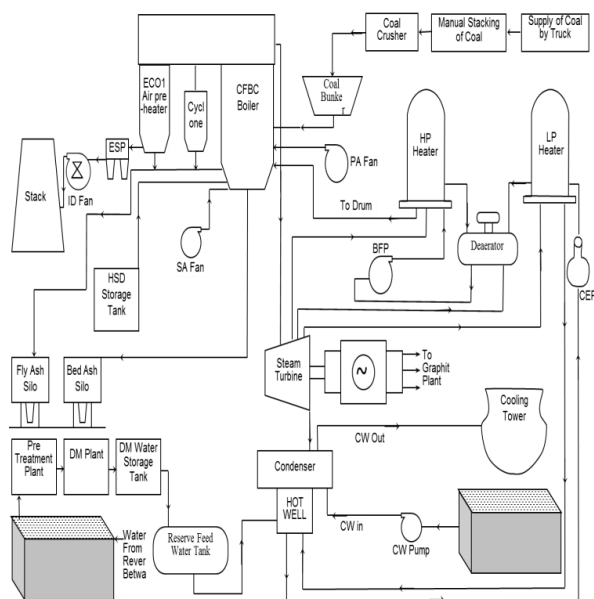 Coal
Crusher
Manual Stacking
of Coal
Supply of Coal
by Truck
ECO1
Air pre
-heater
Cycl
one
CFBC
Boiler
Coal
Bunke
r
HP
Heater
LP
Heater
ESP
PA Fan
Stack
ID Fan
To Drum
SA Fan
BFP
Deaerator
HSD
Storage
Tank
CEP
Fly Ash
Silo
Bed Ash
Silo
Steam
Turbine
~
To
Graphit
Plant
Cooling
Tower
CW Out
Pre
Treatment
Plant
DM Plant
DM Water
Storage
Tank
Condenser
HOT
WELL
CW in
CW Pump
Water
From
Rever
Betwa
Reserve Feed
Water Tank